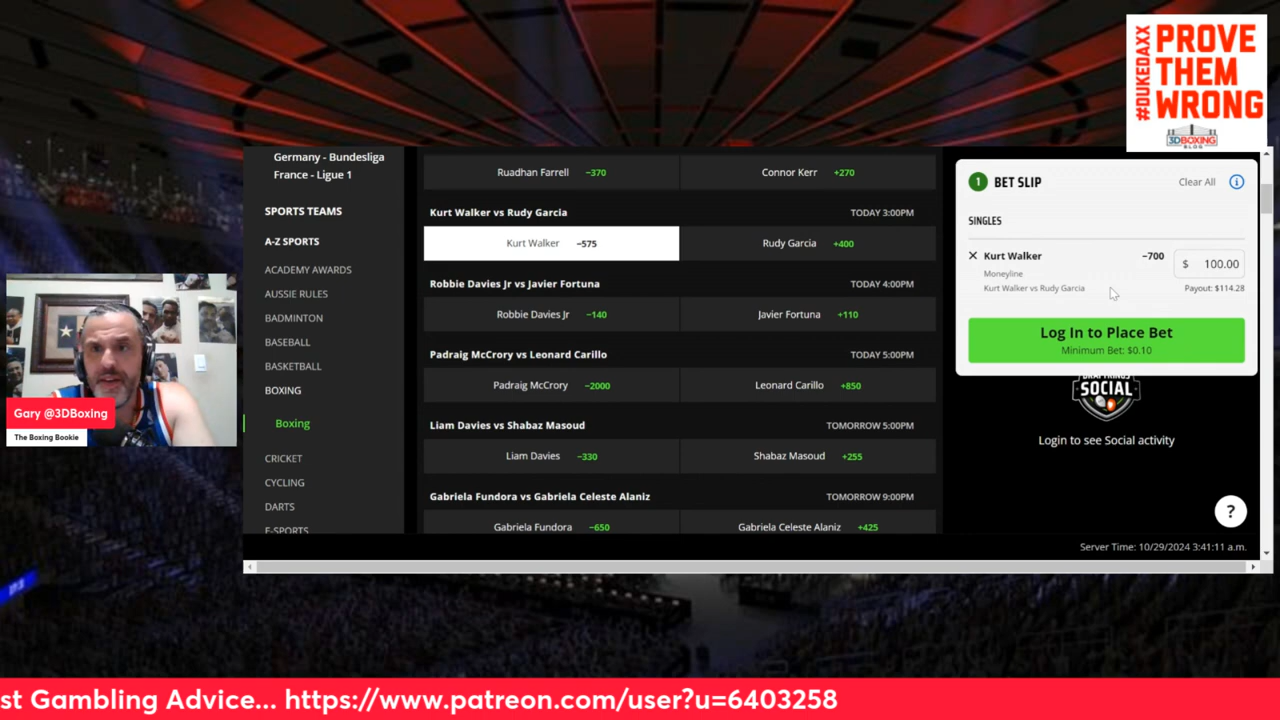 #DUKEDAXX
PROVE
THEM
WRONG
3DBOXING
BLOG
Germany - Bundesliga
France - Ligue 1
SPORTS TEAMS
A-Z SPORTS
ACADEMY AWARDS
AUSSIE RULES
BADMINTON
BASEBALL
BASKETBALL
BOXING
Boxing
CRICKET
CYCLING
DARTS
E-SPORTS
Ruadhan Farrell −370 Connor Kerr +270
Kurt Walker vs Rudy Garcia TODAY 3:00PM
Kurt Walker −575 Rudy Garcia +400
Robbie Davies Jr vs Javier Fortuna TODAY 4:00PM
Robbie Davies Jr −140 Javier Fortuna +110
Padraig McCrory vs Leonard Carillo TODAY 5:00PM
Padraig McCrory −2000 Leonard Carillo +850
Liam Davies vs Shabaz Masoud TOMORROW 5:00PM
Liam Davies −330 Shabaz Masoud +255
Gabriela Fundora vs Gabriela Celeste Alaniz TOMORROW 9:00PM
Gabriela Fundora −650 Gabriela Celeste Alaniz +425
1 BET SLIP Clear All
SINGLES
Kurt Walker −700 $ 100.00
Moneyline
Kurt Walker vs Rudy Garcia Payout: $114.28
Log In to Place Bet
Minimum Bet: $0.10
DRAFTKINGS
SOCIAL
Login to see Social activity
?
Server Time: 10/29/2024 3:41:11 a.m.
Gary @3DBoxing
The Boxing Bookie
st Gambling Advice... https://www.patreon.com/user?u=6403258